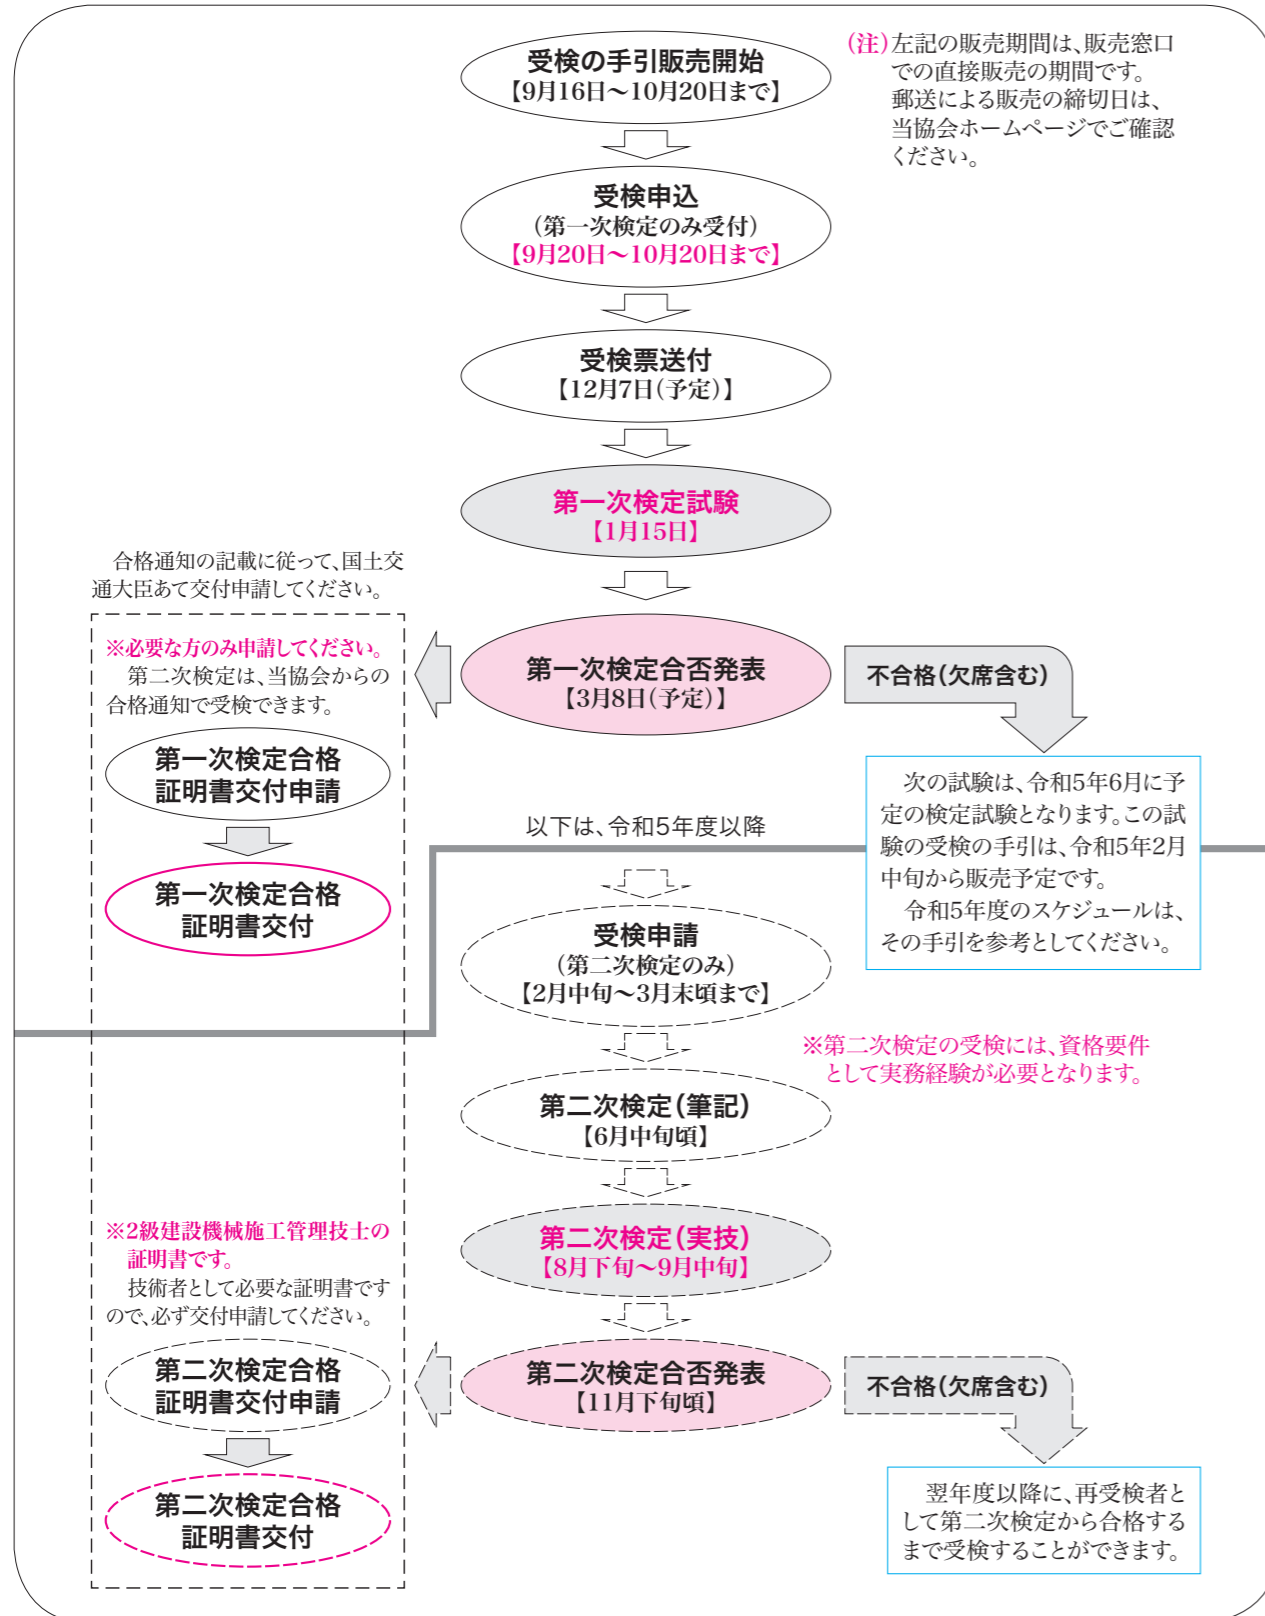 受検の手引販売開始
【9月16日～10月20日まで】
(注)左記の販売期間は、販売窓口
での直接販売の期間です。
郵送による販売の締切日は、
当協会ホームページでご確認
ください。
受検申込
(第一次検定のみ受付)
【9月20日～10月20日まで】
受検票送付
【12月7日(予定)】
第一次検定試験
【1月15日】
合格通知の記載に従って、国土交
通大臣あて交付申請してください。
第一次検定合否発表
【3月8日(予定)】
不合格(欠席含む)
※必要な方のみ申請してください。
第二次検定は、当協会からの
合格通知で受検できます。
第一次検定合格
証明書交付申請
第一次検定合格
証明書交付
次の試験は、令和5年6月に予
定の検定試験となります。この試
験の受検の手引は、令和5年2月
中旬から販売予定です。
令和5年度のスケジュールは、
その手引を参考としてください。
以下は、令和5年度以降
受検申請
(第二次検定のみ)
【2月中旬～3月末頃まで】
※第二次検定の受検には、資格要件
として実務経験が必要となります。
第二次検定(筆記)
【6月中旬頃】
第二次検定(実技)
【8月下旬～9月中旬】
※2級建設機械施工管理技士の
証明書です。
技術者として必要な証明書です
ので、必ず交付申請してください。
第二次検定合否発表
【11月下旬頃】
不合格(欠席含む)
第二次検定合格
証明書交付申請
第二次検定合格
証明書交付
翌年度以降に、再受検者と
して第二次検定から合格する
まで受検することができます。